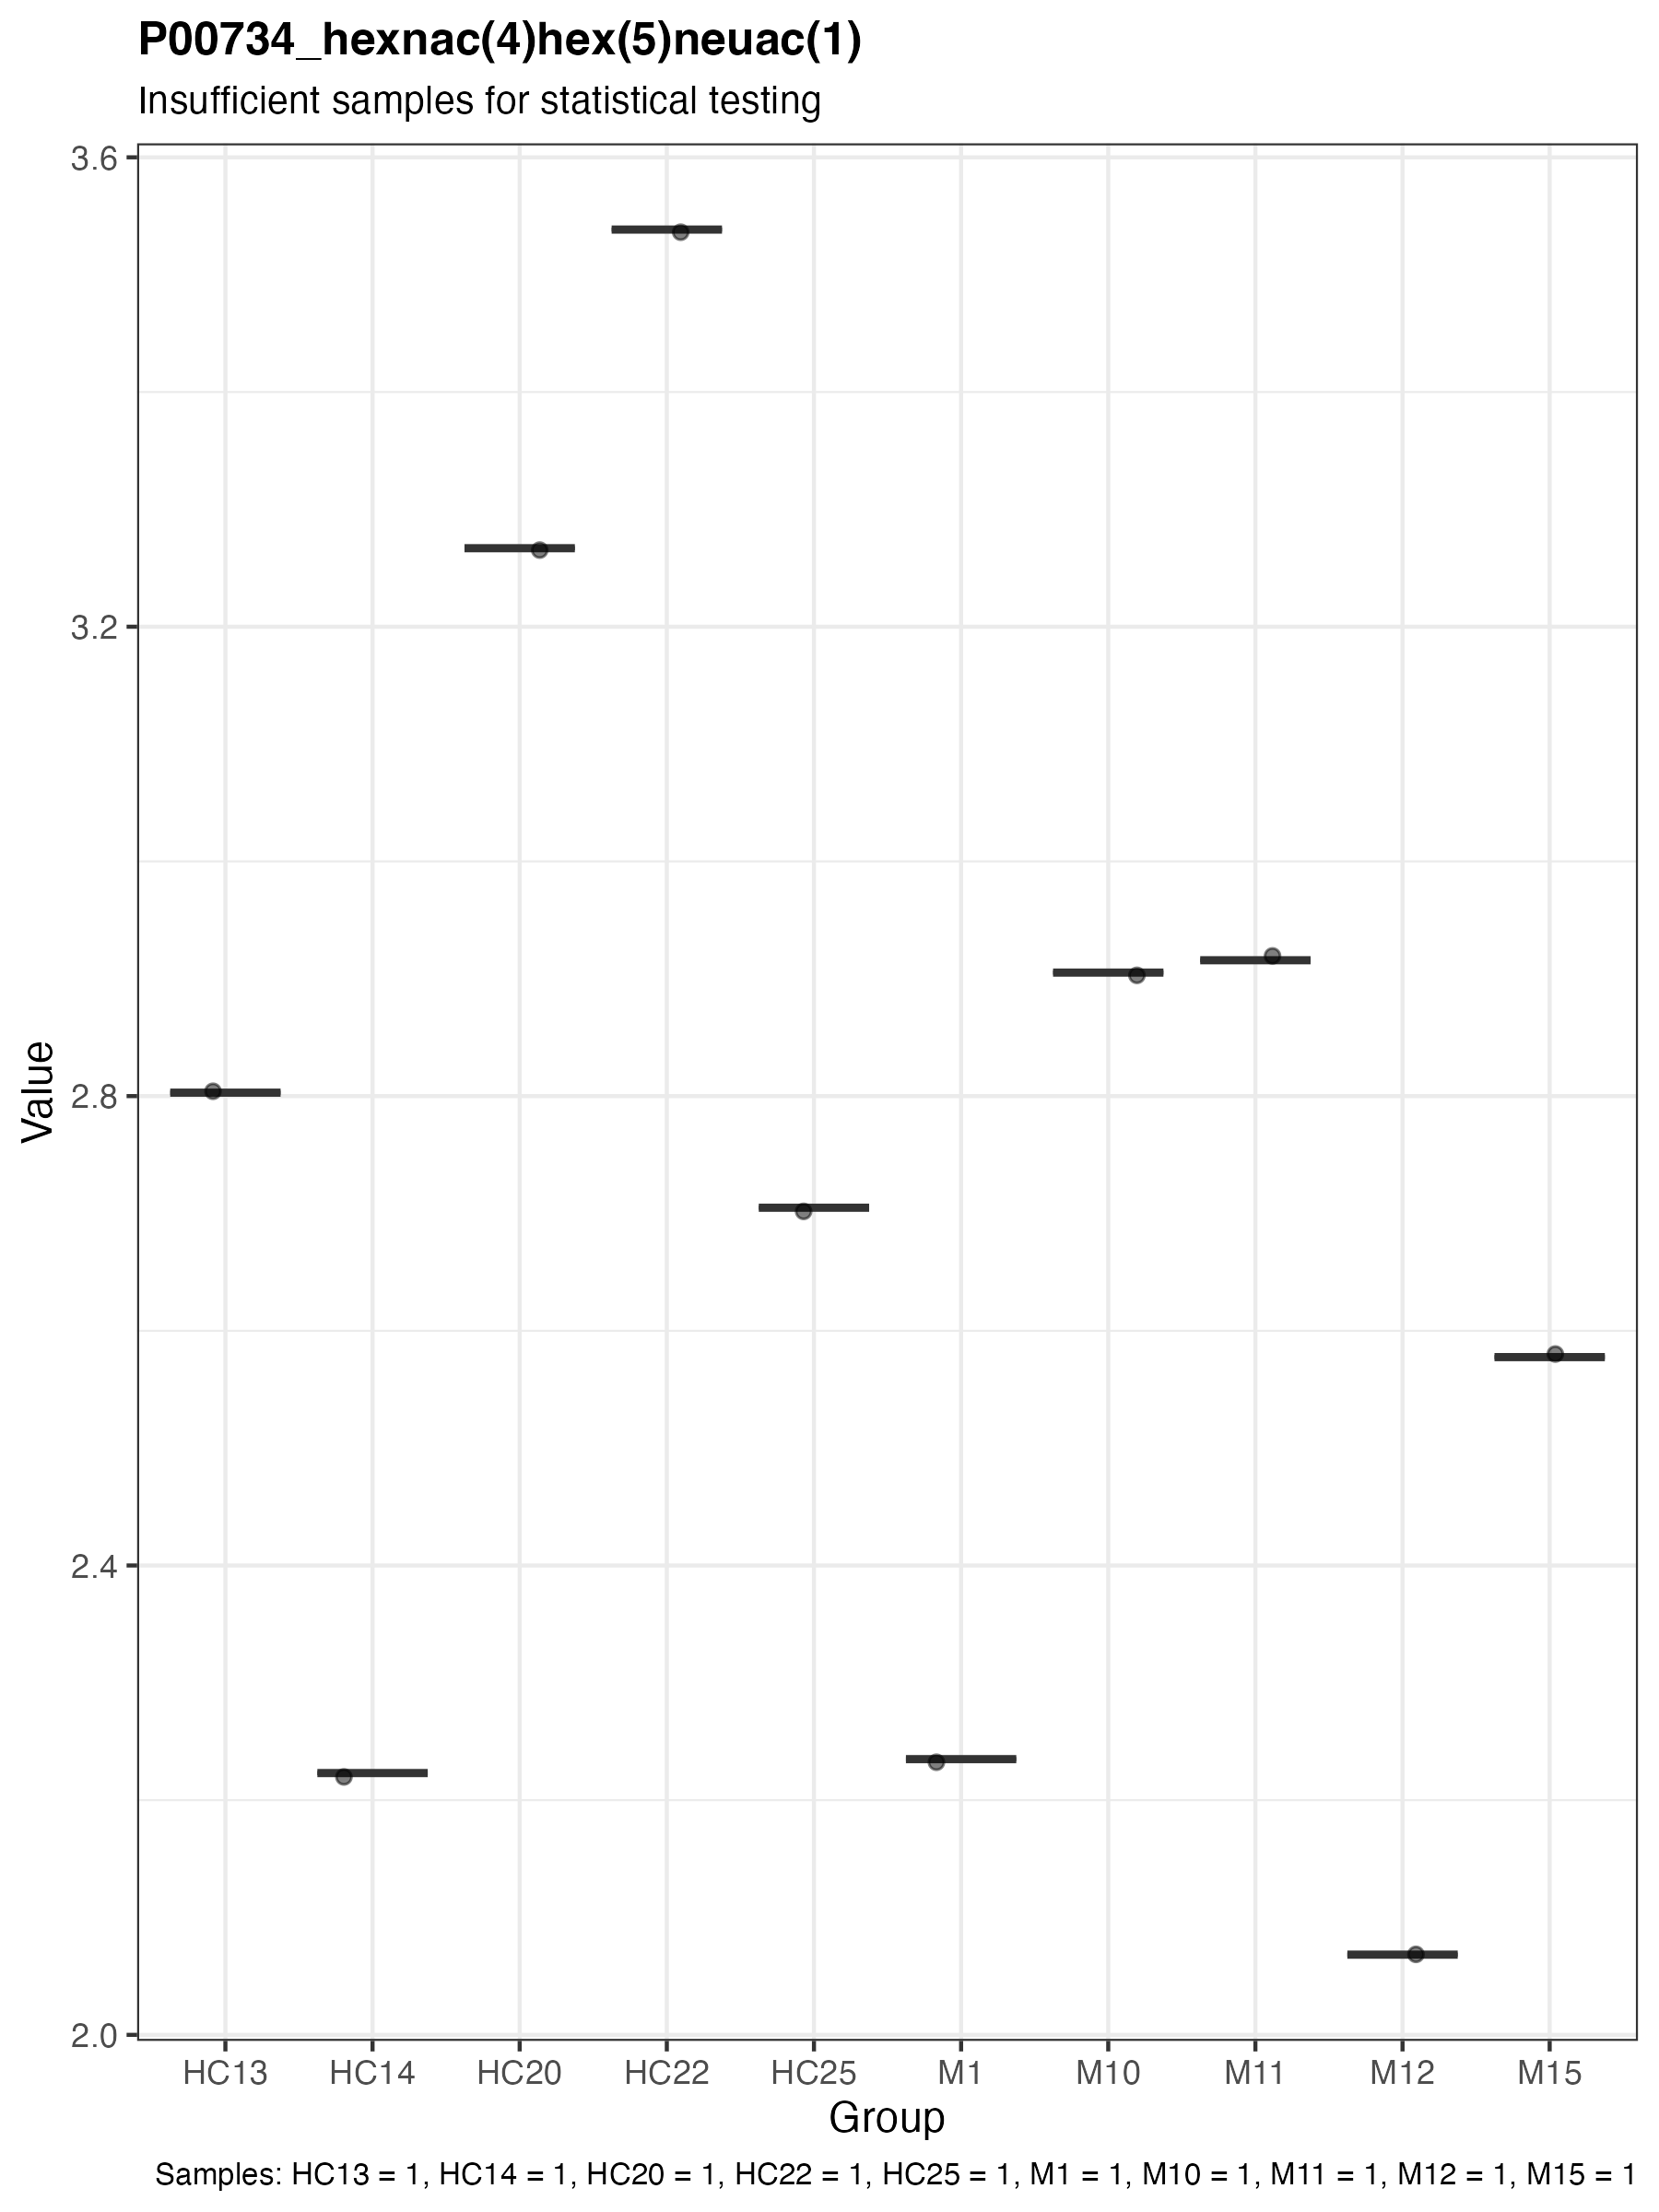 P00734_hexnac(4)hex(5)neuac(1)
Insufficient samples for statistical testing
3.6
3.2
2.8
2.4
2.0
Value
HC13 HC14 HC20 HC22 HC25 M1 M10 M11 M12 M15
Group
Samples: HC13 = 1, HC14 = 1, HC20 = 1, HC22 = 1, HC25 = 1, M1 = 1, M10 = 1, M11 = 1, M12 = 1, M15 = 1